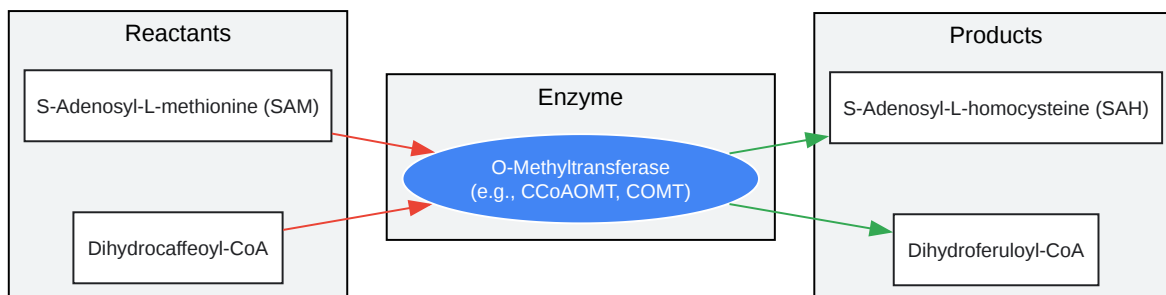 Reactants
S-Adenosyl-L-methionine (SAM)
Dihydrocaffeoyl-CoA
Enzyme
O-Methyltransferase
(e.g., CCoAOMT, COMT)
Products
S-Adenosyl-L-homocysteine (SAH)
Dihydroferuloyl-CoA